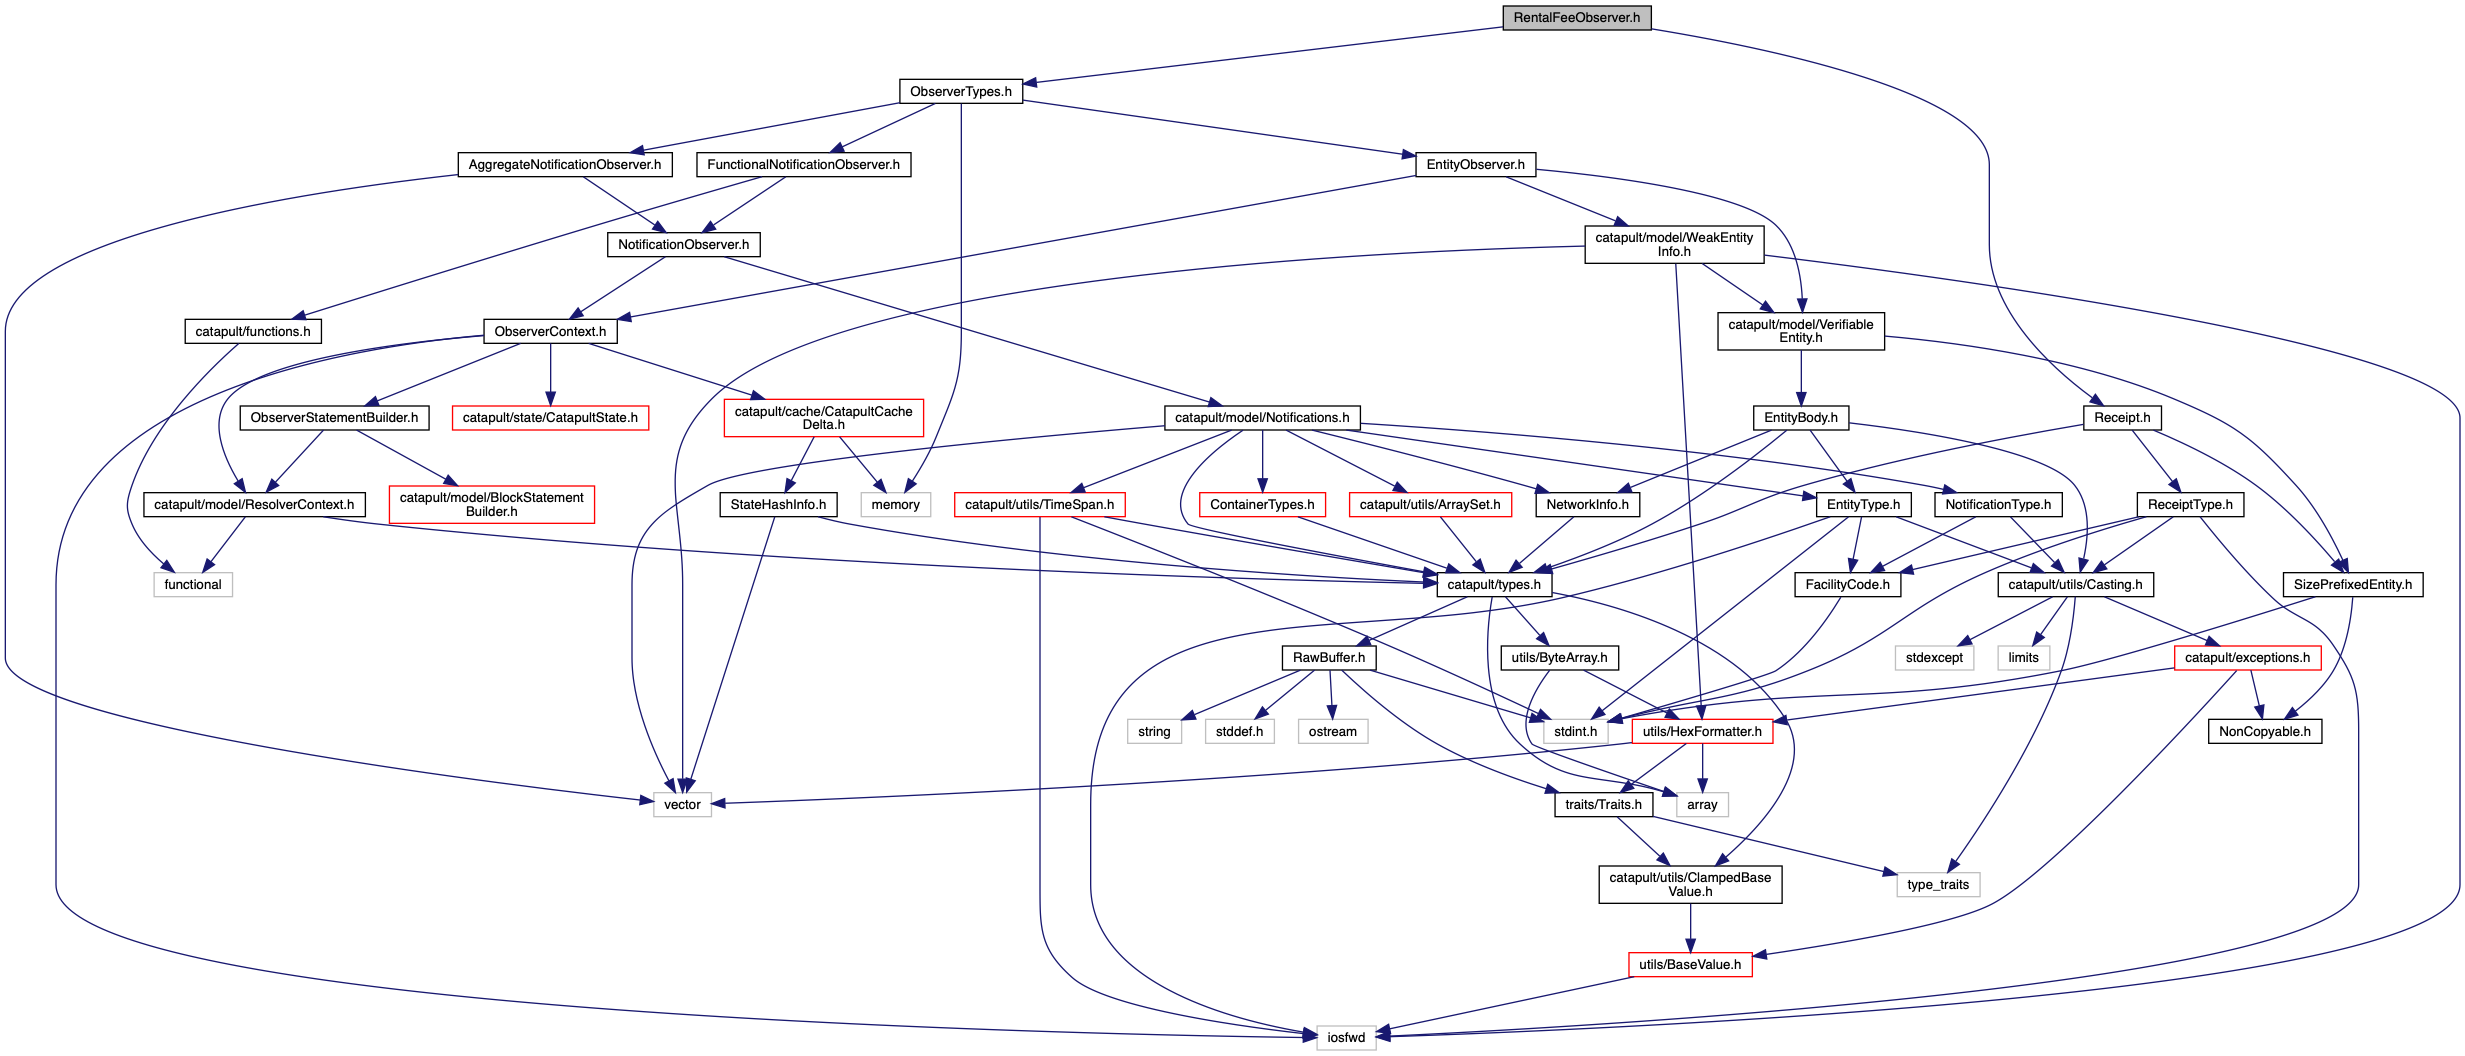 RentalFeeObserver.h
ObserverTypes.h
AggregateNotificationObserver.h
FunctionalNotificationObserver.h
EntityObserver.h
NotificationObserver.h
catapult/model/WeakEntity
Info.h
catapult/functions.h
ObserverContext.h
catapult/model/Verifiable
Entity.h
ObserverStatementBuilder.h
catapult/state/CatapultState.h
catapult/cache/CatapultCache
Delta.h
catapult/model/Notifications.h
EntityBody.h
Receipt.h
catapult/model/ResolverContext.h
catapult/model/BlockStatement
Builder.h
StateHashInfo.h
memory
catapult/utils/TimeSpan.h
ContainerTypes.h
catapult/utils/ArraySet.h
NetworkInfo.h
EntityType.h
NotificationType.h
ReceiptType.h
functional
catapult/types.h
FacilityCode.h
catapult/utils/Casting.h
SizePrefixedEntity.h
RawBuffer.h
utils/ByteArray.h
stdexcept
limits
catapult/exceptions.h
string
stddef.h
ostream
stdint.h
utils/HexFormatter.h
NonCopyable.h
vector
traits/Traits.h
array
catapult/utils/ClampedBase
Value.h
type_traits
utils/BaseValue.h
iosfwd